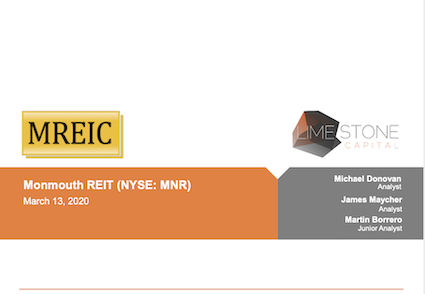 MREIC
LIMESTONE
CAPITAL
Monmouth REIT (NYSE: MNR)
March 13, 2020
Michael Donovan
Analyst
James Maycher
Analyst
Martin Borrero
Junior Analyst